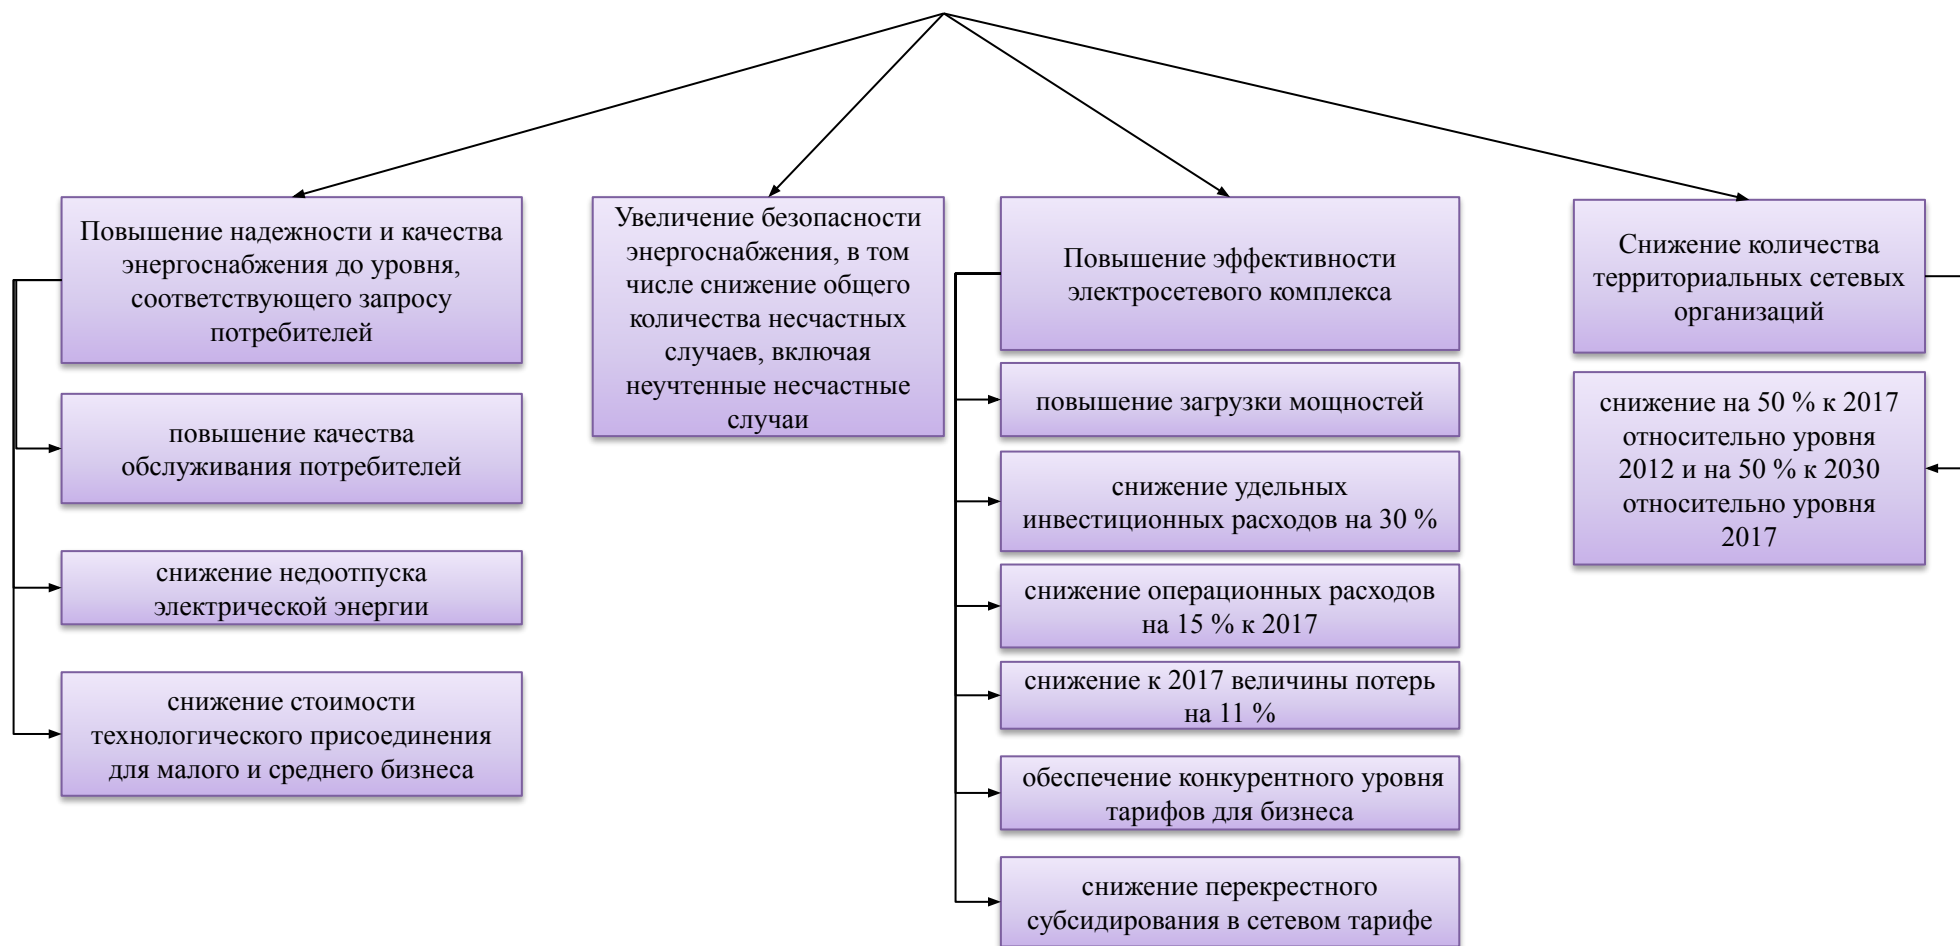 Повышение надежности и качества
энергоснабжения до уровня,
соответствующего запросу
потребителей
повышение качества
обслуживания потребителей
снижение недоотпуска
электрической энергии
снижение стоимости
технологического присоединения
для малого и среднего бизнеса
Увеличение безопасности
энергоснабжения, в том
числе снижение общего
количества несчастных
случаев, включая
неучтенные несчастные
случаи
Повышение эффективности
электросетевого комплекса
повышение загрузки мощностей
снижение удельных
инвестиционных расходов на 30 %
снижение операционных расходов
на 15 % к 2017
снижение к 2017 величины потерь
на 11 %
обеспечение конкурентного уровня
тарифов для бизнеса
снижение перекрестного
субсидирования в сетевом тарифе
Снижение количества
территориальных сетевых
организаций
снижение на 50 % к 2017
относительно уровня
2012 и на 50 % к 2030
относительно уровня
2017